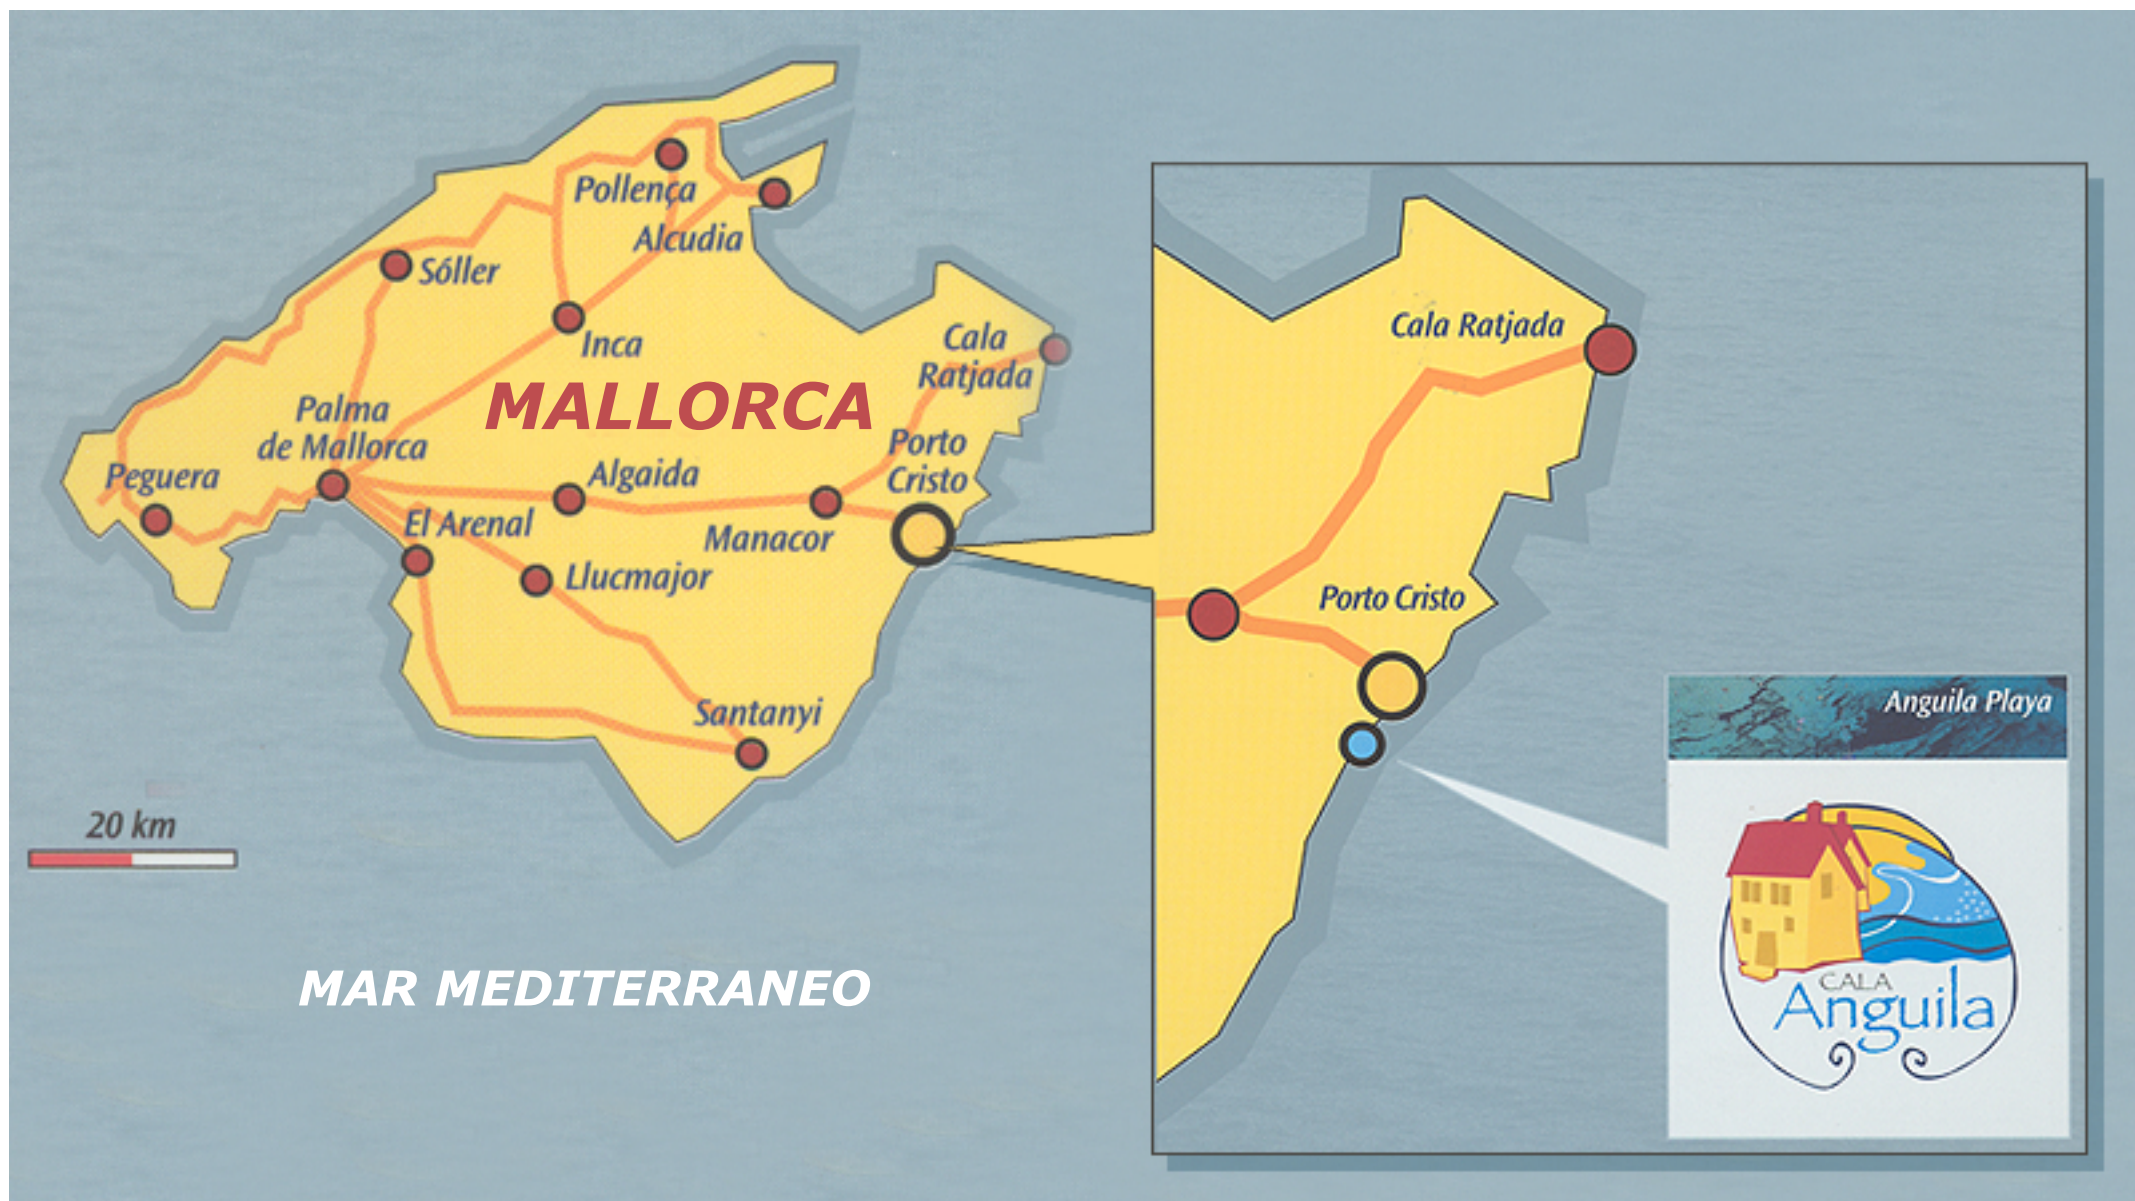 Pollença
Alcudia
Sóller
Inca
Cala
Ratjada
MALLORCA
Palma
de Mallorca
Porto
Cristo
Peguera
Algaida
El Arenal
Manacor
Llucmajor
Santanyi
20 km
MAR MEDITERRANEO
Cala Ratjada
Porto Cristo
Anguila Playa
CALA
Anguila